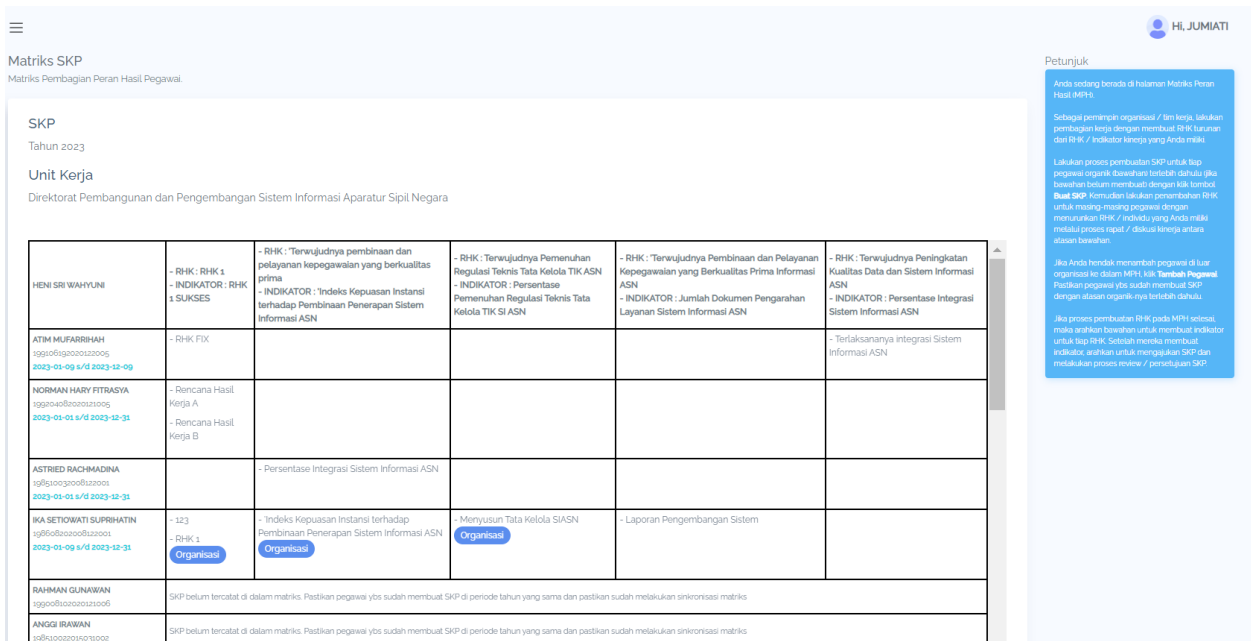 Hi, JUMIATI
Matriks SKP
Matriks Pembagian Peran Hasil Pegawai.
SKP
Tahun 2023
Unit Kerja
Direktorat Pembangunan dan Pengembangan Sistem Informasi Aparatur Sipil Negara
HENI SRI WAHYUNI
- RHK : RHK 1
- INDIKATOR : RHK
1 SUKSES
- RHK : 'Terwujudnya pembinaan dan
pelayanan kepegawaian yang berkualitas
prima
- INDIKATOR : 'Indeks Kepuasan Instansi
terhadap Pembinaan Penerapan Sistem
Informasi ASN
- RHK : Terwujudnya Pemenuhan
Regulasi Teknis Tata Kelola TIK ASN
- INDIKATOR : Persentase
Pemenuhan Regulasi Teknis Tata
Kelola TIK SI ASN
- RHK : 'Terwujudnya Pembinaan dan Pelayanan
Kepegawaian yang Berkualitas Prima Informasi
ASN
- INDIKATOR : Jumlah Dokumen Pengarahan
Layanan Sistem Informasi ASN
- RHK : Terwujudnya Peningkatan
Kualitas Data dan Sistem Informasi
ASN
- INDIKATOR : Persentase Integrasi
Sistem Informasi ASN
ATIM MUFARRIHAH
199106192020122005
2023-01-09 s/d 2023-12-09
- RHK FIX
- Terlaksananya integrasi Sistem
Informasi ASN
NORMAN HARY FITRASYA
199204082020121005
2023-01-01 s/d 2023-12-31
- Rencana Hasil
Kerja A
- Rencana Hasil
Kerja B
ASTRIED RACHMADINA
198510032008122001
2023-01-01 s/d 2023-12-31
- Persentase Integrasi Sistem Informasi ASN
IKA SETIOWATI SUPRIHATIN
198608202008122001
2023-01-09 s/d 2023-12-31
- 123
- RHK 1
Organisasi
- 'Indeks Kepuasan Instansi terhadap
Pembinaan Penerapan Sistem Informasi ASN
Organisasi
- Menyusun Tata Kelola SIASN
Organisasi
- Laporan Pengembangan Sistem
RAHMAN GUNAWAN
199008102020121006
SKP belum tercatat di dalam matriks. Pastikan pegawai ybs sudah membuat SKP di periode tahun yang sama dan pastikan sudah melakukan sinkronisasi matriks
ANGGI IRAWAN
198510022015031002
SKP belum tercatat di dalam matriks. Pastikan pegawai ybs sudah membuat SKP di periode tahun yang sama dan pastikan sudah melakukan sinkronisasi matriks
Petunjuk
Anda sedang berada di halaman Matriks Peran
Hasil (MPH).
Sebagai pemimpin organisasi / tim kerja, lakukan
pembagian kerja dengan membuat RHK turunan
dari RHK / Indikator kinerja yang Anda miliki.
Lakukan proses pembuatan SKP untuk tiap
pegawai organik (bawahan) terlebih dahulu (jika
bawahan belum membuat) dengan klik tombol
Buat SKP. Kemudian lakukan penambahan RHK
untuk masing-masing pegawai dengan
menurunkan RHK / individu yang Anda miliki
melalui proses rapat / diskusi kinerja antara
atasan bawahan.
Jika Anda hendak menambah pegawai di luar
organisasi ke dalam MPH, klik Tambah Pegawai.
Pastikan pegawai ybs sudah membuat SKP
dengan atasan organik-nya terlebih dahulu.
Jika proses pembuatan RHK pada MPH selesai,
maka arahkan bawahan untuk membuat indikator
untuk tiap RHK. Setelah mereka membuat
indikator, arahkan untuk mengajukan SKP dan
melakukan proses review / persetujuan SKP.